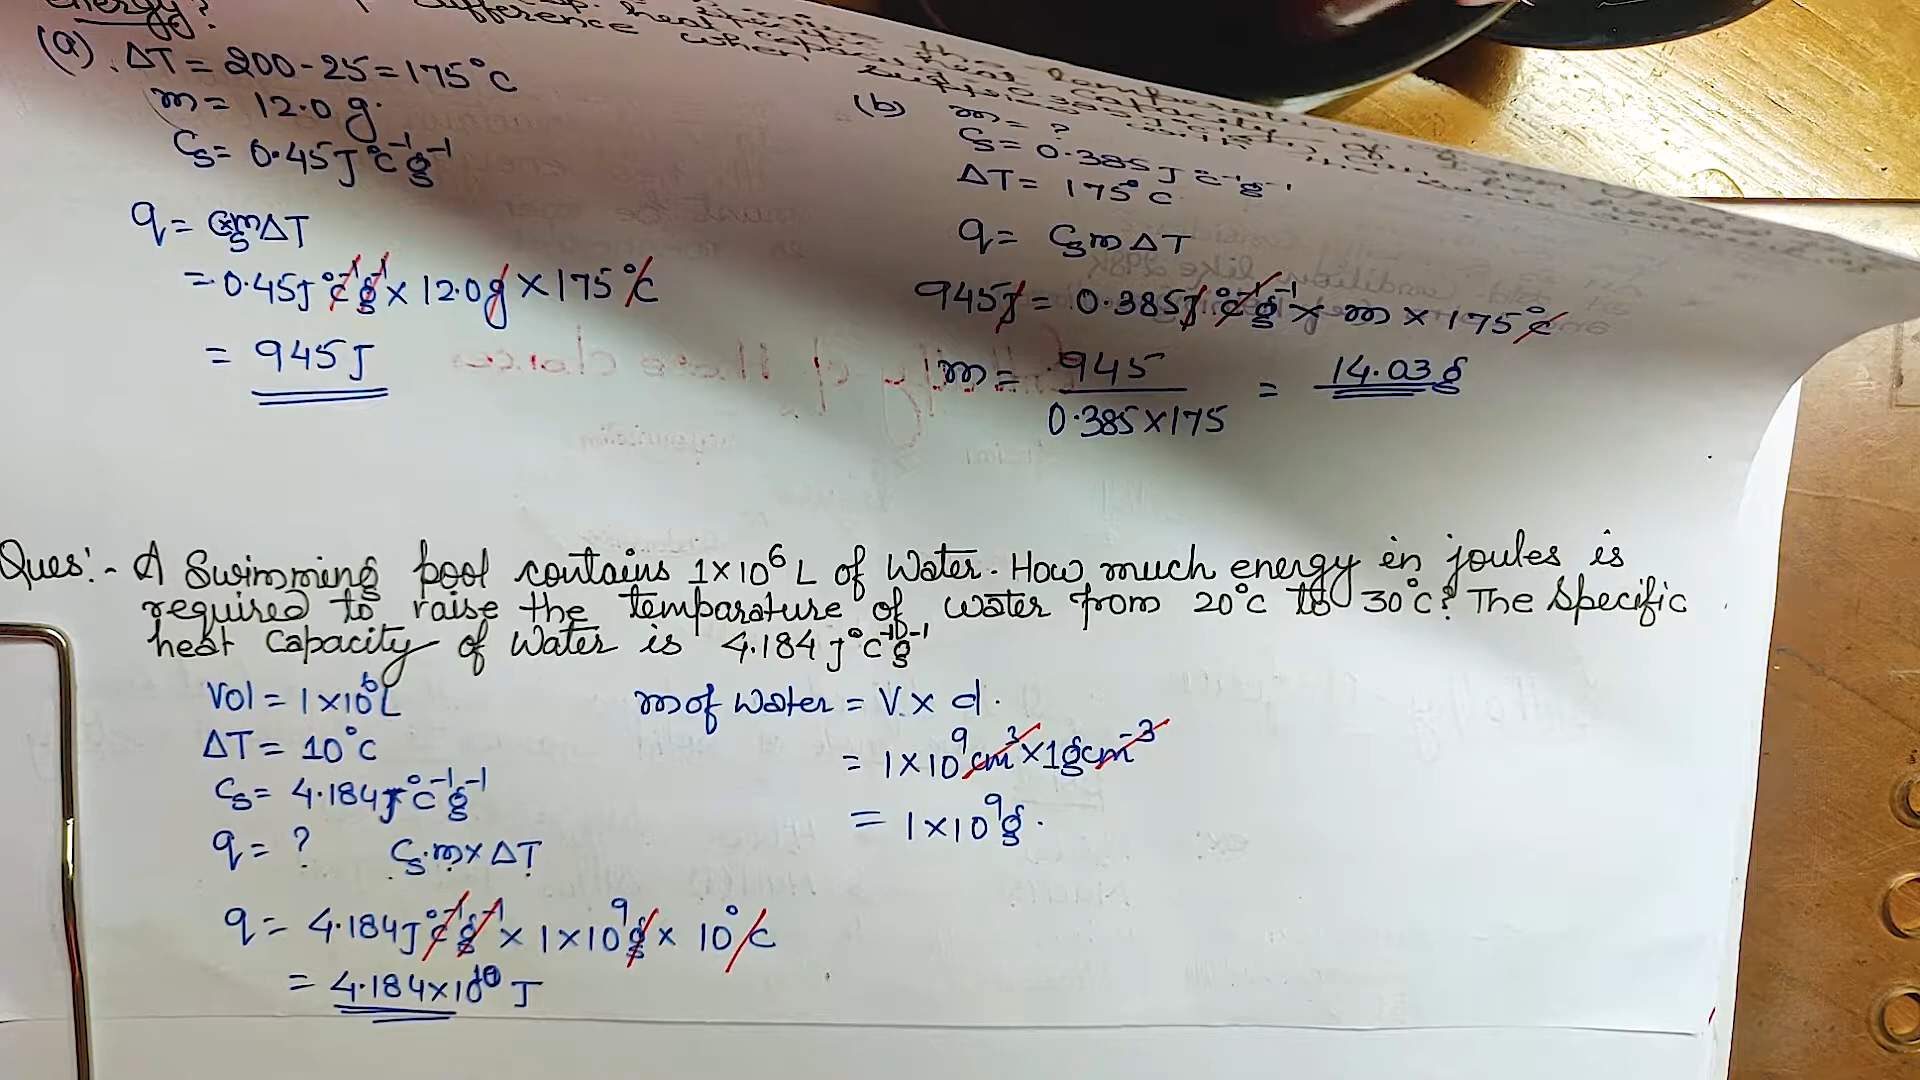 energy?
(a). ΔT = 200-25 = 175°C
m = 12.0 g.
Cs = 0.45 J °C⁻¹ g⁻¹
q = CsmΔT
= 0.45 J °C⁻¹ g⁻¹ × 12.0 g × 175 °C
= 945 J
(b) m = ?
Cs = 0.385 J °C⁻¹ g⁻¹
ΔT = 175°C
q = Cs m ΔT
945 J = 0.385 J °C⁻¹ g⁻¹ × m × 175 °C
m = 945 / 0.385 × 175 = 14.03 g
Ques:- A Swimming pool contains 1×10⁶ L of Water. How much energy in joules is
required to raise the temparature of water from 20°C to 30°C? The Specific
heat Capacity of Water is 4.184 J °C⁻¹ g⁻¹
Vol = 1×10⁶ L
ΔT = 10°C
Cs = 4.184 J °C⁻¹ g⁻¹
q = ? Cs.m×ΔT
m of Water = V × d.
= 1×10⁹ cm³ × 1 g cm⁻³
= 1×10⁹ g.
q = 4.184 J °C⁻¹ g⁻¹ × 1×10⁹ g × 10 °C
= 4.184×10¹⁰ J